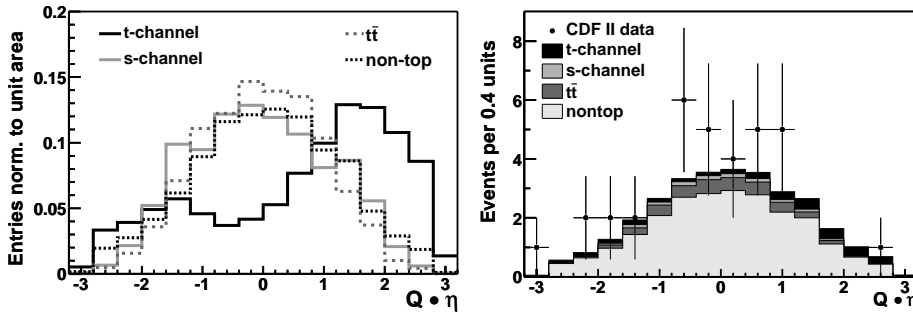 Entries norm. to unit area
0.20
0.15
0.10
0.05
0
t-channel
s-channel
tt̄
non-top
-3 -2 -1 0 1 2 3
Q • η
Events per 0.4 units
8
6
4
2
0
CDF II data
t-channel
s-channel
tt̄
nontop
-3 -2 -1 0 1 2 3
Q • η